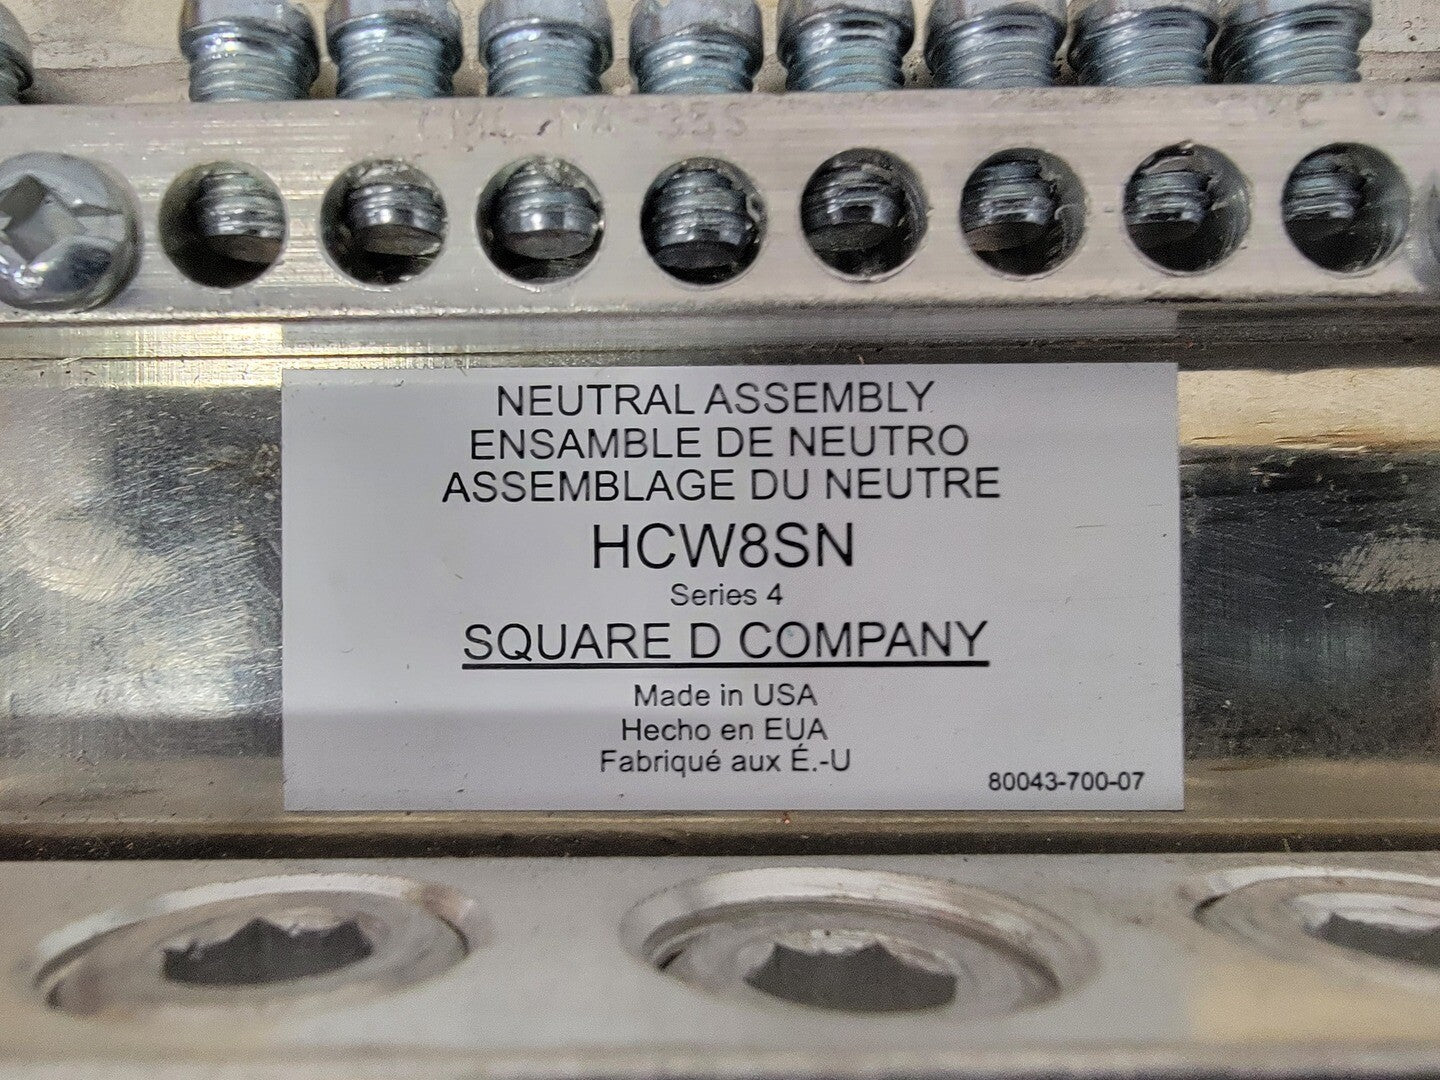 NEUTRAL ASSEMBLY
ENSAMBLE DE NEUTRO
ASSEMBLAGE DU NEUTRE
HCW8SN
Series 4
SQUARE D COMPANY
Made in USA
Hecho en EUA
Fabriqué aux É.-U
80043-700-07